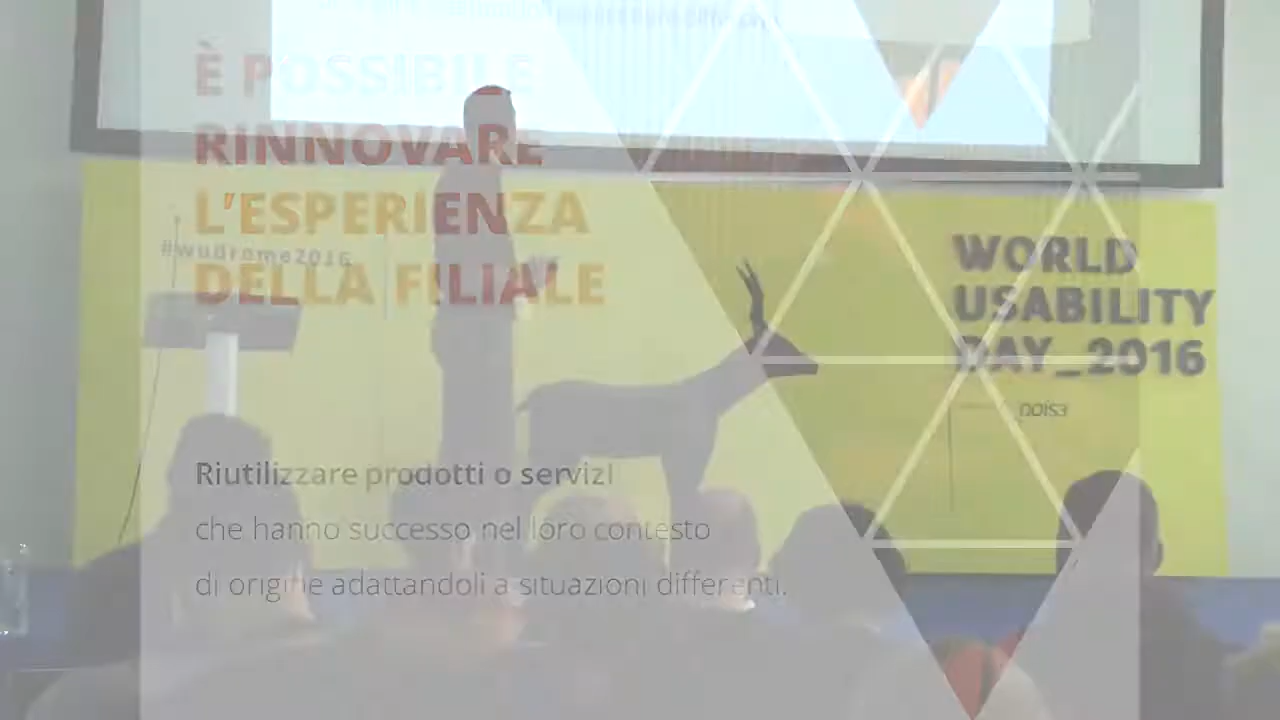 È POSSIBILE
RINNOVARE
L'ESPERIENZA
DELLA FILIALE
#wudrome2016
WORLD
USABILITY
DAY_2016
nois3
Riutilizzare prodotti o servizi
che hanno successo nel loro contesto
di origine adattandoli a situazioni differenti.